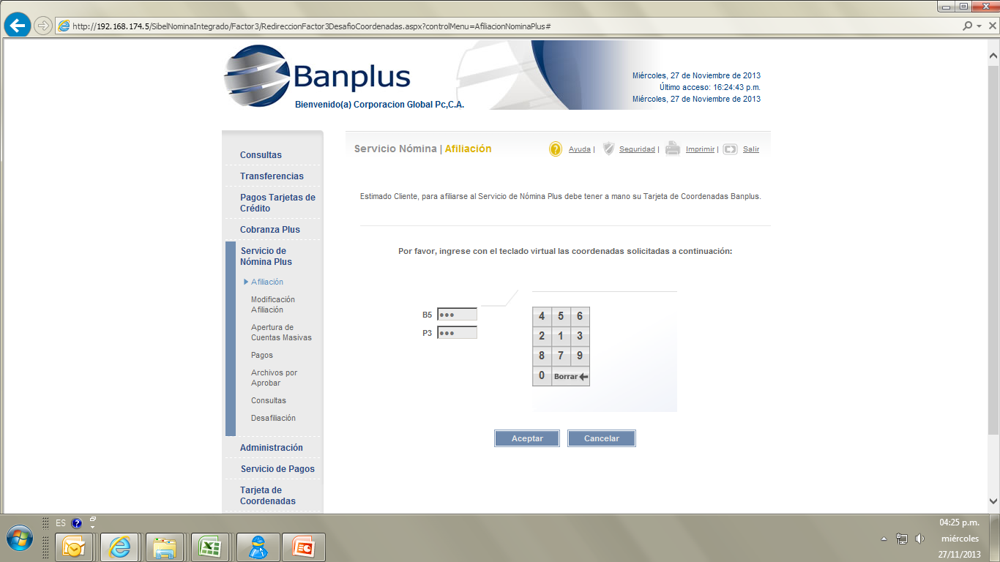 http://192.168.174.5/SibelNominaIntegrado/Factor3/RedireccionFactor3DesafioCoordenadas.aspx?controlMenu=AfiliacionNominaPlus#
Banplus
Bienvenido(a) Corporacion Global Pc,C.A.
Miércoles, 27 de Noviembre de 2013
Último acceso: 16:24:43 p.m.
Miércoles, 27 de Noviembre de 2013
Consultas
Transferencias
Pagos Tarjetas de
Crédito
Cobranza Plus
Servicio de
Nómina Plus
Afiliación
Modificación
Afiliación
Apertura de
Cuentas Masivas
Pagos
Archivos por
Aprobar
Consultas
Desafiliación
Administración
Servicio de Pagos
Tarjeta de
Coordenadas
Servicio Nómina | Afiliación
Ayuda | Seguridad | Imprimir | Salir
Estimado Cliente, para afiliarse al Servicio de Nómina Plus debe tener a mano su Tarjeta de Coordenadas Banplus.
Por favor, ingrese con el teclado virtual las coordenadas solicitadas a continuación:
B5
P3
4 5 6
2 1 3
8 7 9
0 Borrar
Aceptar Cancelar
ES
04:25 p.m.
miércoles
27/11/2013